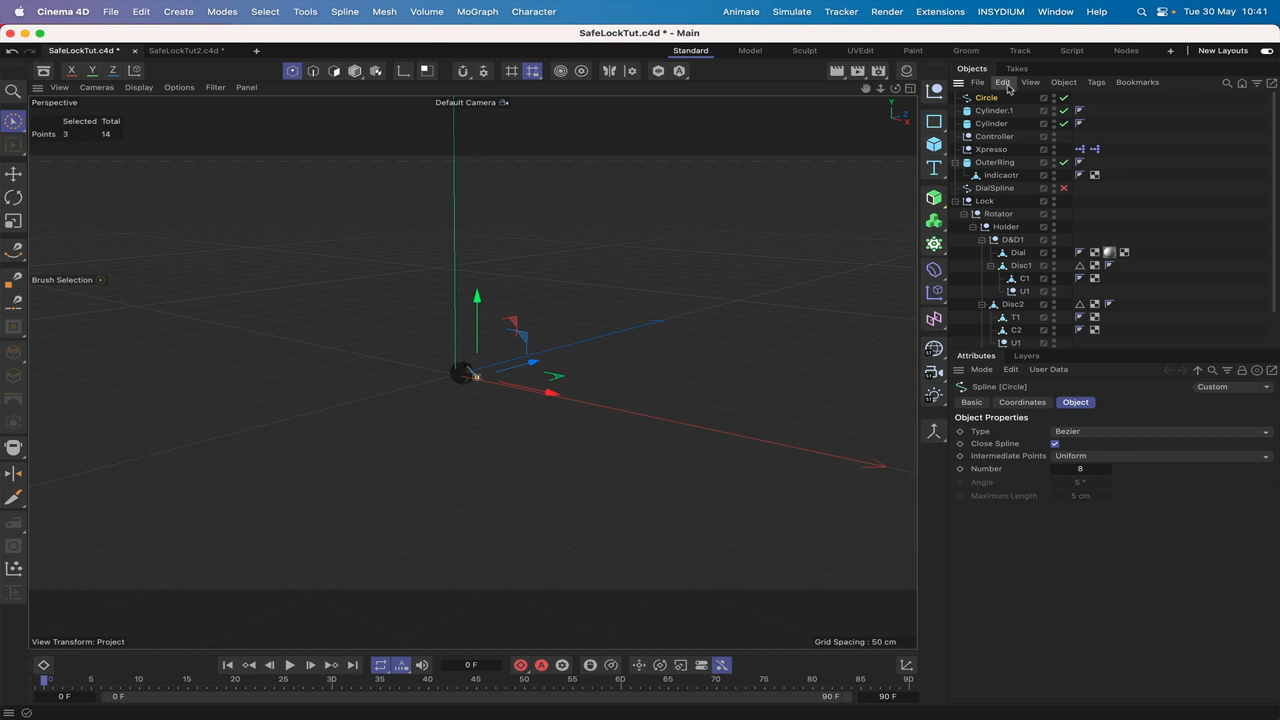 Cinema 4D File Edit Create Modes Select Tools Spline Mesh Volume MoGraph Character Animate Simulate Tracker Render Extensions INSYDIUM Window Help Tue 30 May 10:41
SafeLockTut.c4d * - Main
SafeLockTut.c4d * SafeLockTut2.c4d * Standard Model Sculpt UVEdit Paint Groom Track Script Nodes New Layouts
Objects Takes
View Cameras Display Options Filter Panel
File Edit View Object Tags Bookmarks
Perspective
Default Camera
Y
Z
X
Selected Total
Points 3 14
Brush Selection
View Transform: Project
Grid Spacing : 50 cm
Circle
Cylinder.1
Cylinder
Controller
Xpresso
OuterRing
Indicaotr
DialSpline
Lock
Rotator
Holder
D&D1
Dial
Disc1
C1
U1
Disc2
T1
C2
U1
Attributes Layers
Mode Edit User Data
Spline [Circle] Custom
Basic Coordinates Object
Object Properties
Type Bezier
Close Spline
Intermediate Points Uniform
Number 8
Angle 5 °
Maximum Length 5 cm
0 F
0 5 10 15 20 25 30 35 40 45 50 55 60 65 70 75 80 85 90
0 F 0 F 90 F 90 F